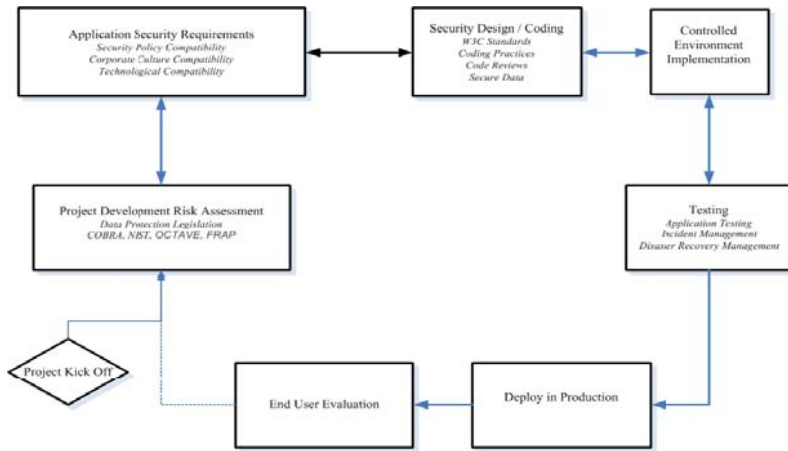 Application Security Requirements
Security Policy Compatibility
Corporate Culture Compatibility
Technological Compatibility
Security Design / Coding
W3C Standards
Coding Practices
Code Reviews
Secure Data
Controlled
Environment
Implementation
Project Development Risk Assessment
Data Protection Legislation
COBRA, NIST, OCTAVE, FRAP
Testing
Application Testing
Incident Management
Disaser Recovery Management
Project Kick Off
End User Evaluation
Deploy in Production